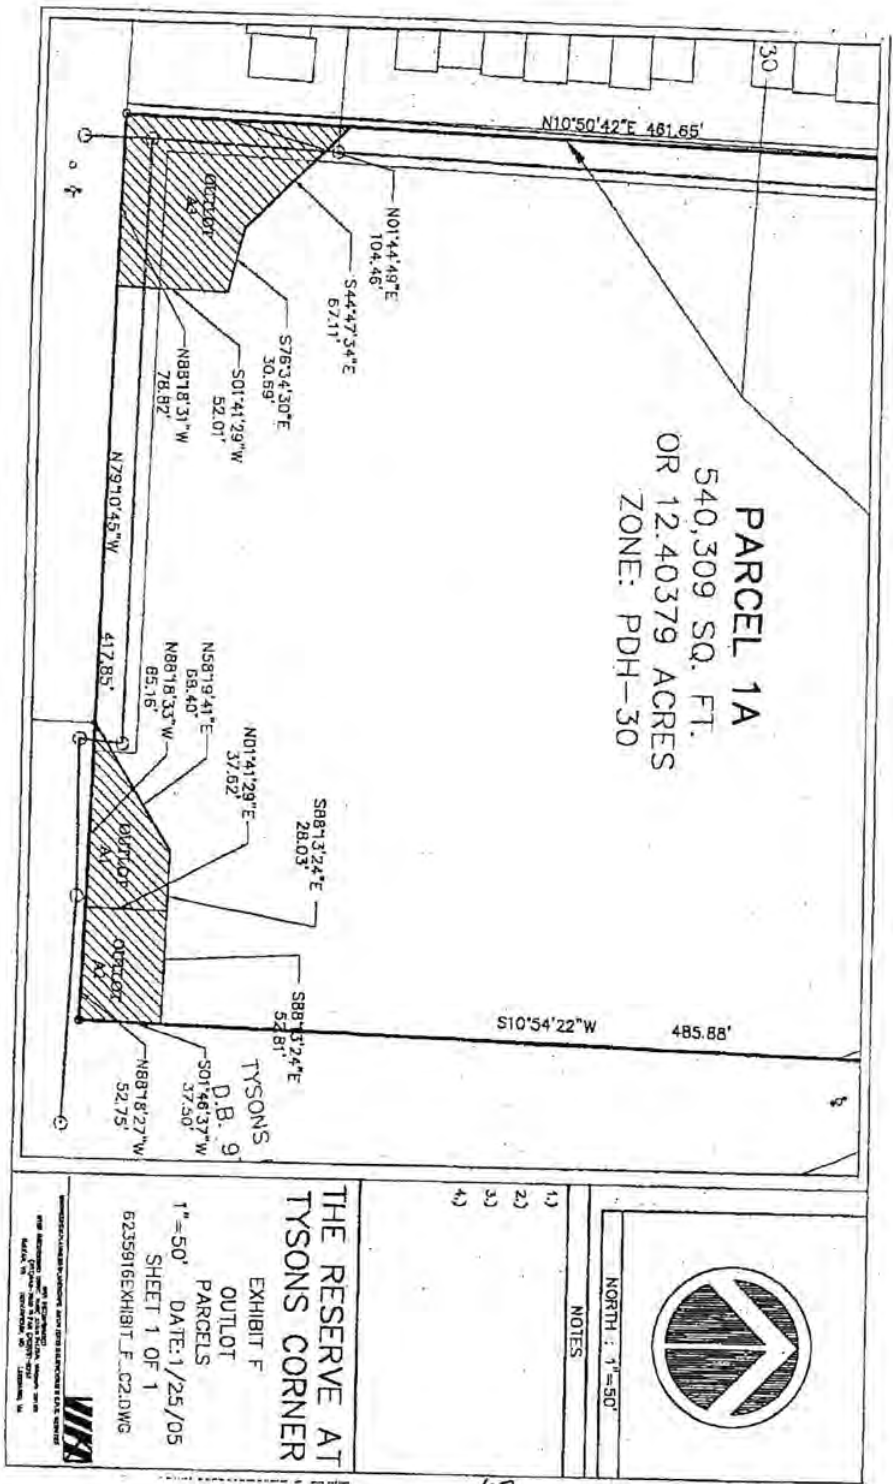 30
N10°50'42"E 461.65'
N01°44'49"E
104.46'
S44°47'34"E
67.11'
S76°34'30"E
30.69'
S01°41'29"W
52.01'
N88°18'31"W
78.82'
OUTLOT
A3
PARCEL 1A
540,309 SQ. FT.
OR 12.40379 ACRES
ZONE: PDH-30
N79°10'45"W
417.85'
N58°19'41"E
68.40'
N88°18'33"W
65.16'
N01°41'29"E
37.62'
S88°13'24"E
28.03'
OUTLOT
A1
OUTLOT
A2
S88°13'24"E
52.81'
S10°54'22"W 485.88'
TYSON'S
D.B. 9
S01°46'37"W
37.50'
N88°18'27"W
52.75'
NORTH : 1"=50'
NOTES
1.)
2.)
3.)
4.)
THE RESERVE AT
TYSONS CORNER
EXHIBIT F
OUTLOT
PARCELS
1"=50' DATE:1/25/05
SHEET 1 OF 1
6235916EXHIBIT_F_C2.DWG